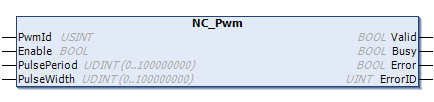 NC_Pwm
PwmId USINT BOOL Valid
Enable BOOL BOOL Busy
PulsePeriod UDINT (0..100000000) BOOL Error
PulseWidth UDINT (0..100000000) UINT ErrorID